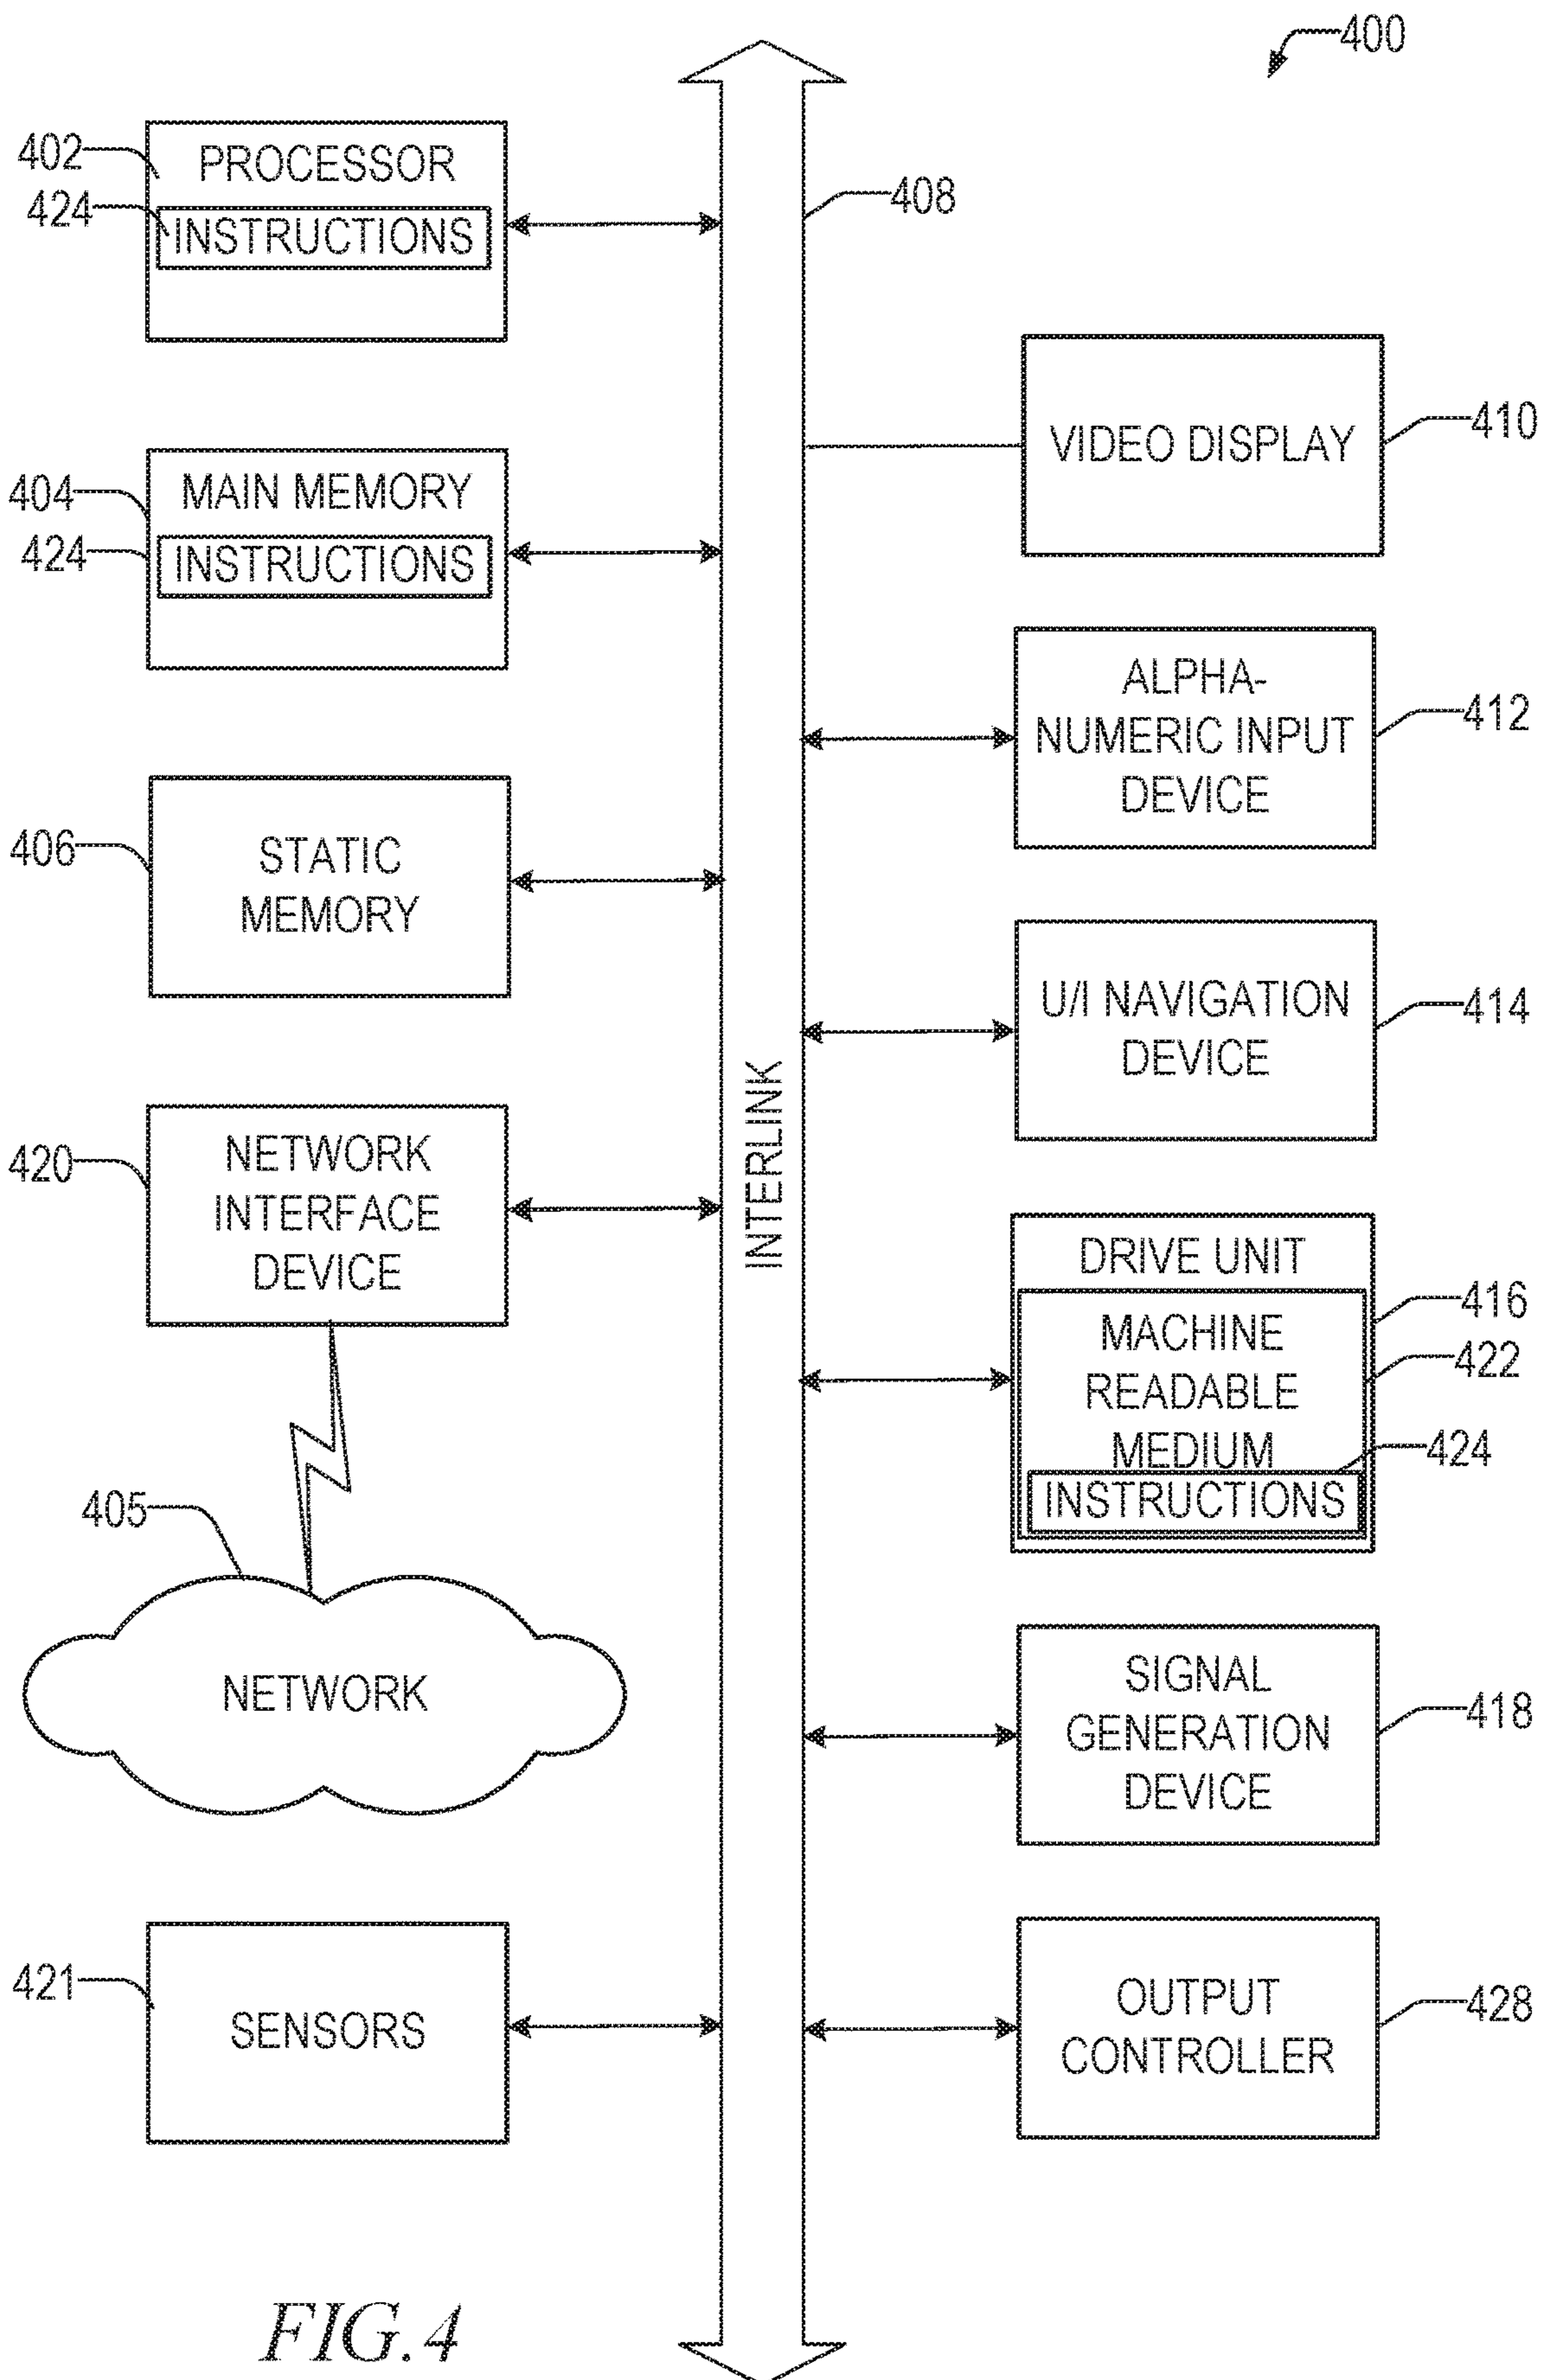 400
402
PROCESSOR
424
INSTRUCTIONS
408
VIDEO DISPLAY
410
404
MAIN MEMORY
424
INSTRUCTIONS
ALPHA-
NUMERIC INPUT
DEVICE
412
406
STATIC
MEMORY
U/I NAVIGATION
DEVICE
414
INTERLINK
420
NETWORK
INTERFACE
DEVICE
DRIVE UNIT
416
MACHINE
READABLE
MEDIUM
422
424
INSTRUCTIONS
405
NETWORK
SIGNAL
GENERATION
DEVICE
418
421
SENSORS
OUTPUT
CONTROLLER
428
FIG. 4